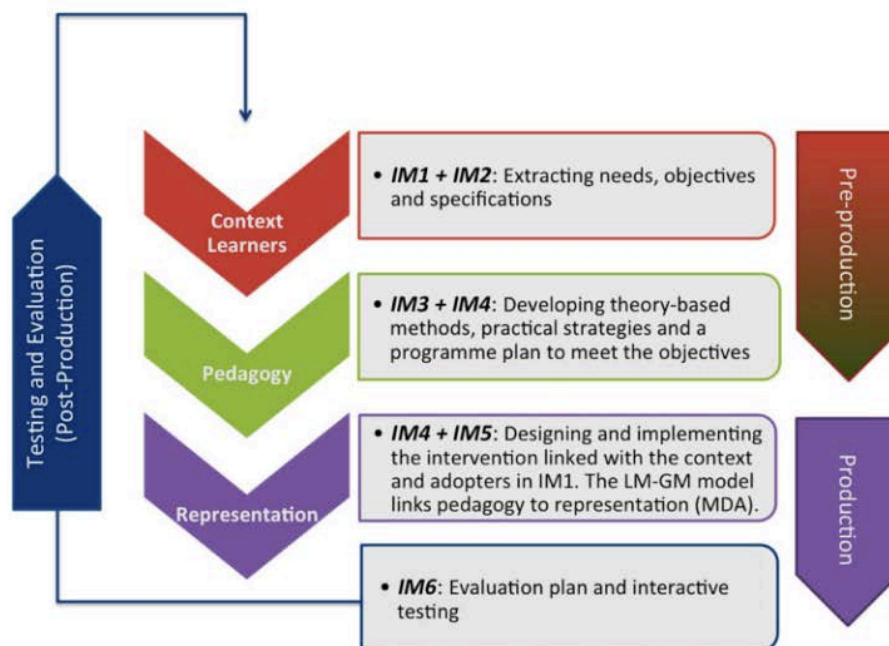 Testing and Evaluation
(Post-Production)
Context
Learners
• IM1 + IM2: Extracting needs, objectives
and specifications
Pre-production
Pedagogy
• IM3 + IM4: Developing theory-based
methods, practical strategies and a
programme plan to meet the objectives
Representation
• IM4 + IM5: Designing and implementing
the intervention linked with the context
and adopters in IM1. The LM-GM model
links pedagogy to representation (MDA).
Production
• IM6: Evaluation plan and interactive
testing